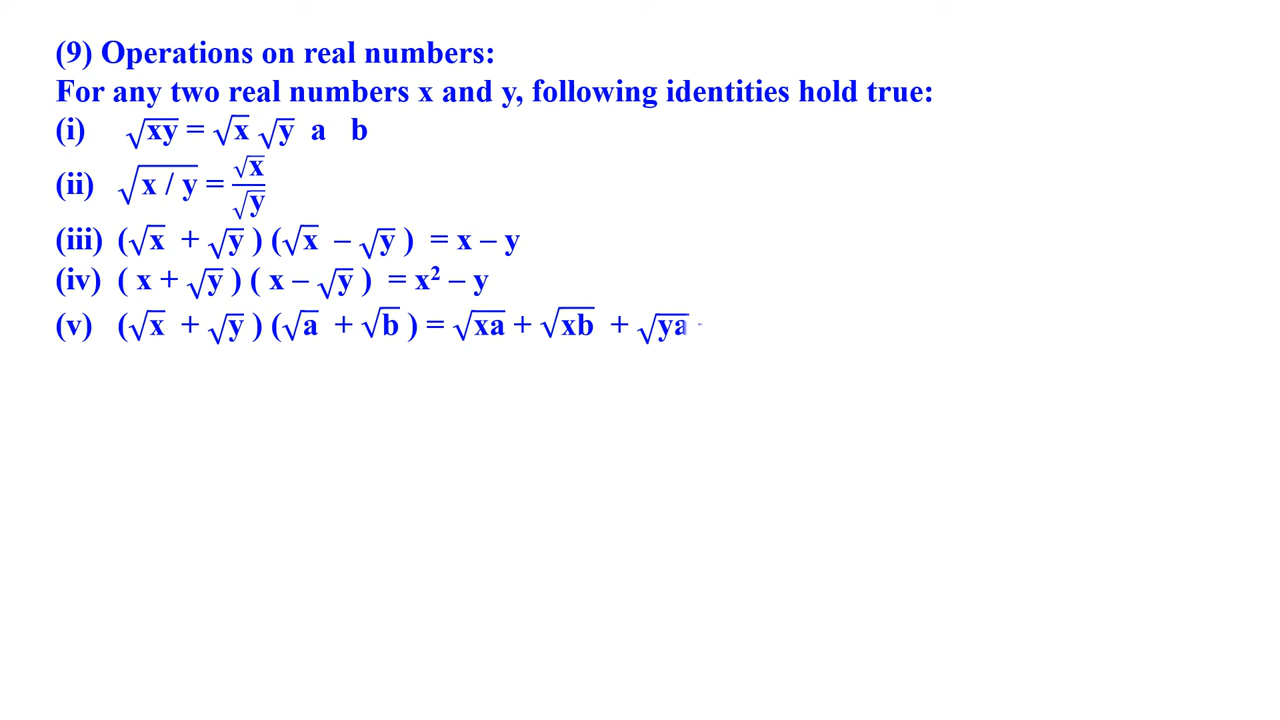 (9) Operations on real numbers:
For any two real numbers x and y, following identities hold true:
(i) √xy = √x √y a b
(ii) √x / y = √x / √y
(iii) (√x + √y ) (√x – √y ) = x – y
(iv) ( x + √y ) ( x – √y ) = x² – y
(v) (√x + √y ) (√a + √b ) = √xa + √xb + √ya